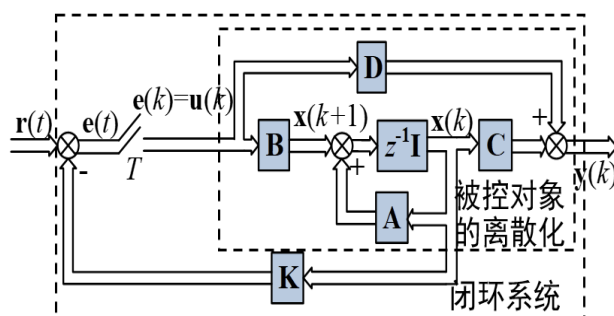 D
r(t)
e(t)
e(k)=u(k)
T
B
x(k+1)
z⁻¹I
x(k)
C
+
+
y(k)
-
A
被控对象
的离散化
K
闭环系统